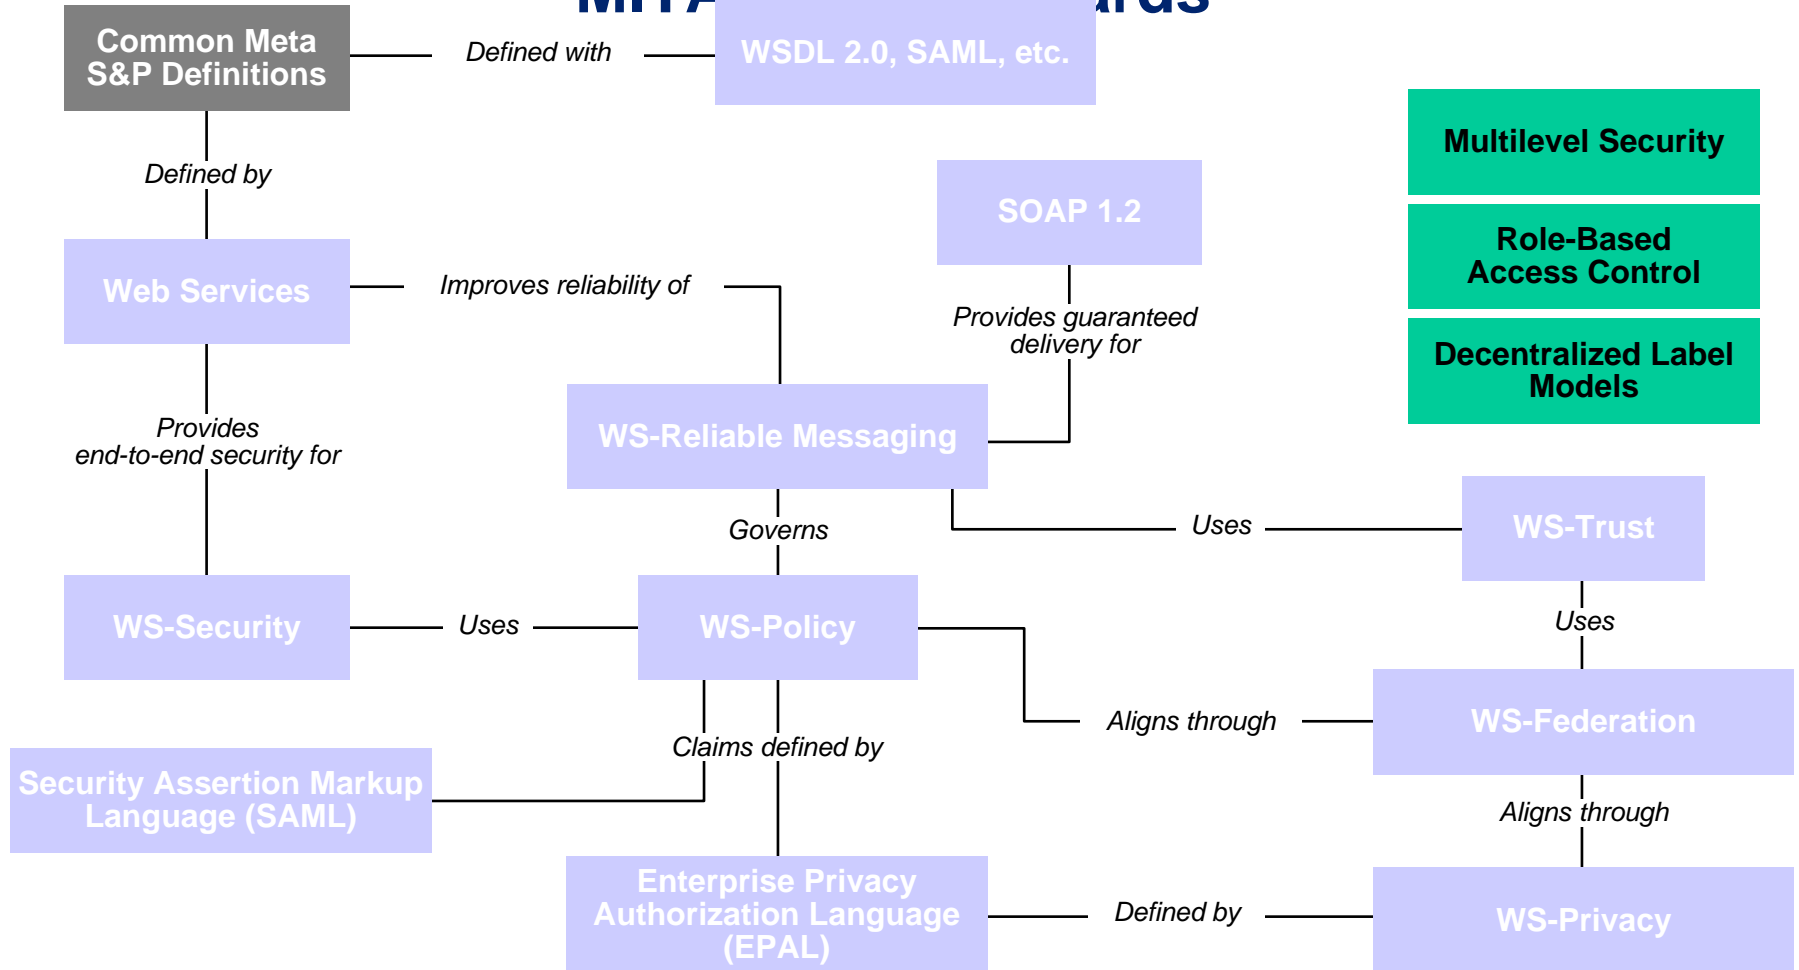 Common Meta
S&P Definitions
Defined with
WSDL 2.0, SAML, etc.
Multilevel Security
Defined by
SOAP 1.2
Role-Based
Access Control
Web Services
Improves reliability of
Provides guaranteed
delivery for
Decentralized Label
Models
Provides
end-to-end security for
WS-Reliable Messaging
Governs
Uses
WS-Trust
WS-Security
Uses
WS-Policy
Uses
Aligns through
WS-Federation
Claims defined by
Security Assertion Markup
Language (SAML)
Aligns through
Enterprise Privacy
Authorization Language
(EPAL)
Defined by
WS-Privacy